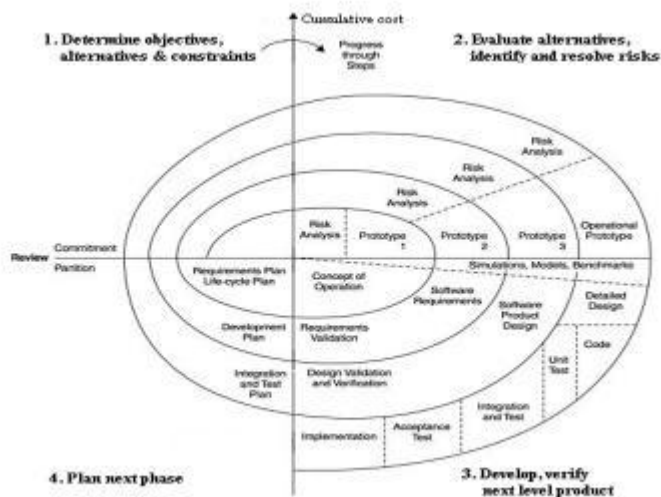 Cumulative cost
1. Determine objectives,
alternatives & constraints
Progress
through
Steps
2. Evaluate alternatives,
identify and resolve risks
Risk
Analysis
Risk
Analysis
Risk
Analysis
Risk
Analysis
Prototype
1
Prototype
2
Prototype
3
Operational
Prototype
Review
Commitment
Partition
Simulations, Models, Benchmarks
Requirements Plan
Life-cycle Plan
Concept of
Operation
Software
Requirements
Software
Product
Design
Detailed
Design
Development
Plan
Requirements
Validation
Code
Unit
Test
Integration
and Test
Plan
Design Validation
and Verification
Integration
and Test
Acceptance
Test
Implementation
4. Plan next phase
3. Develop, verify
next level product